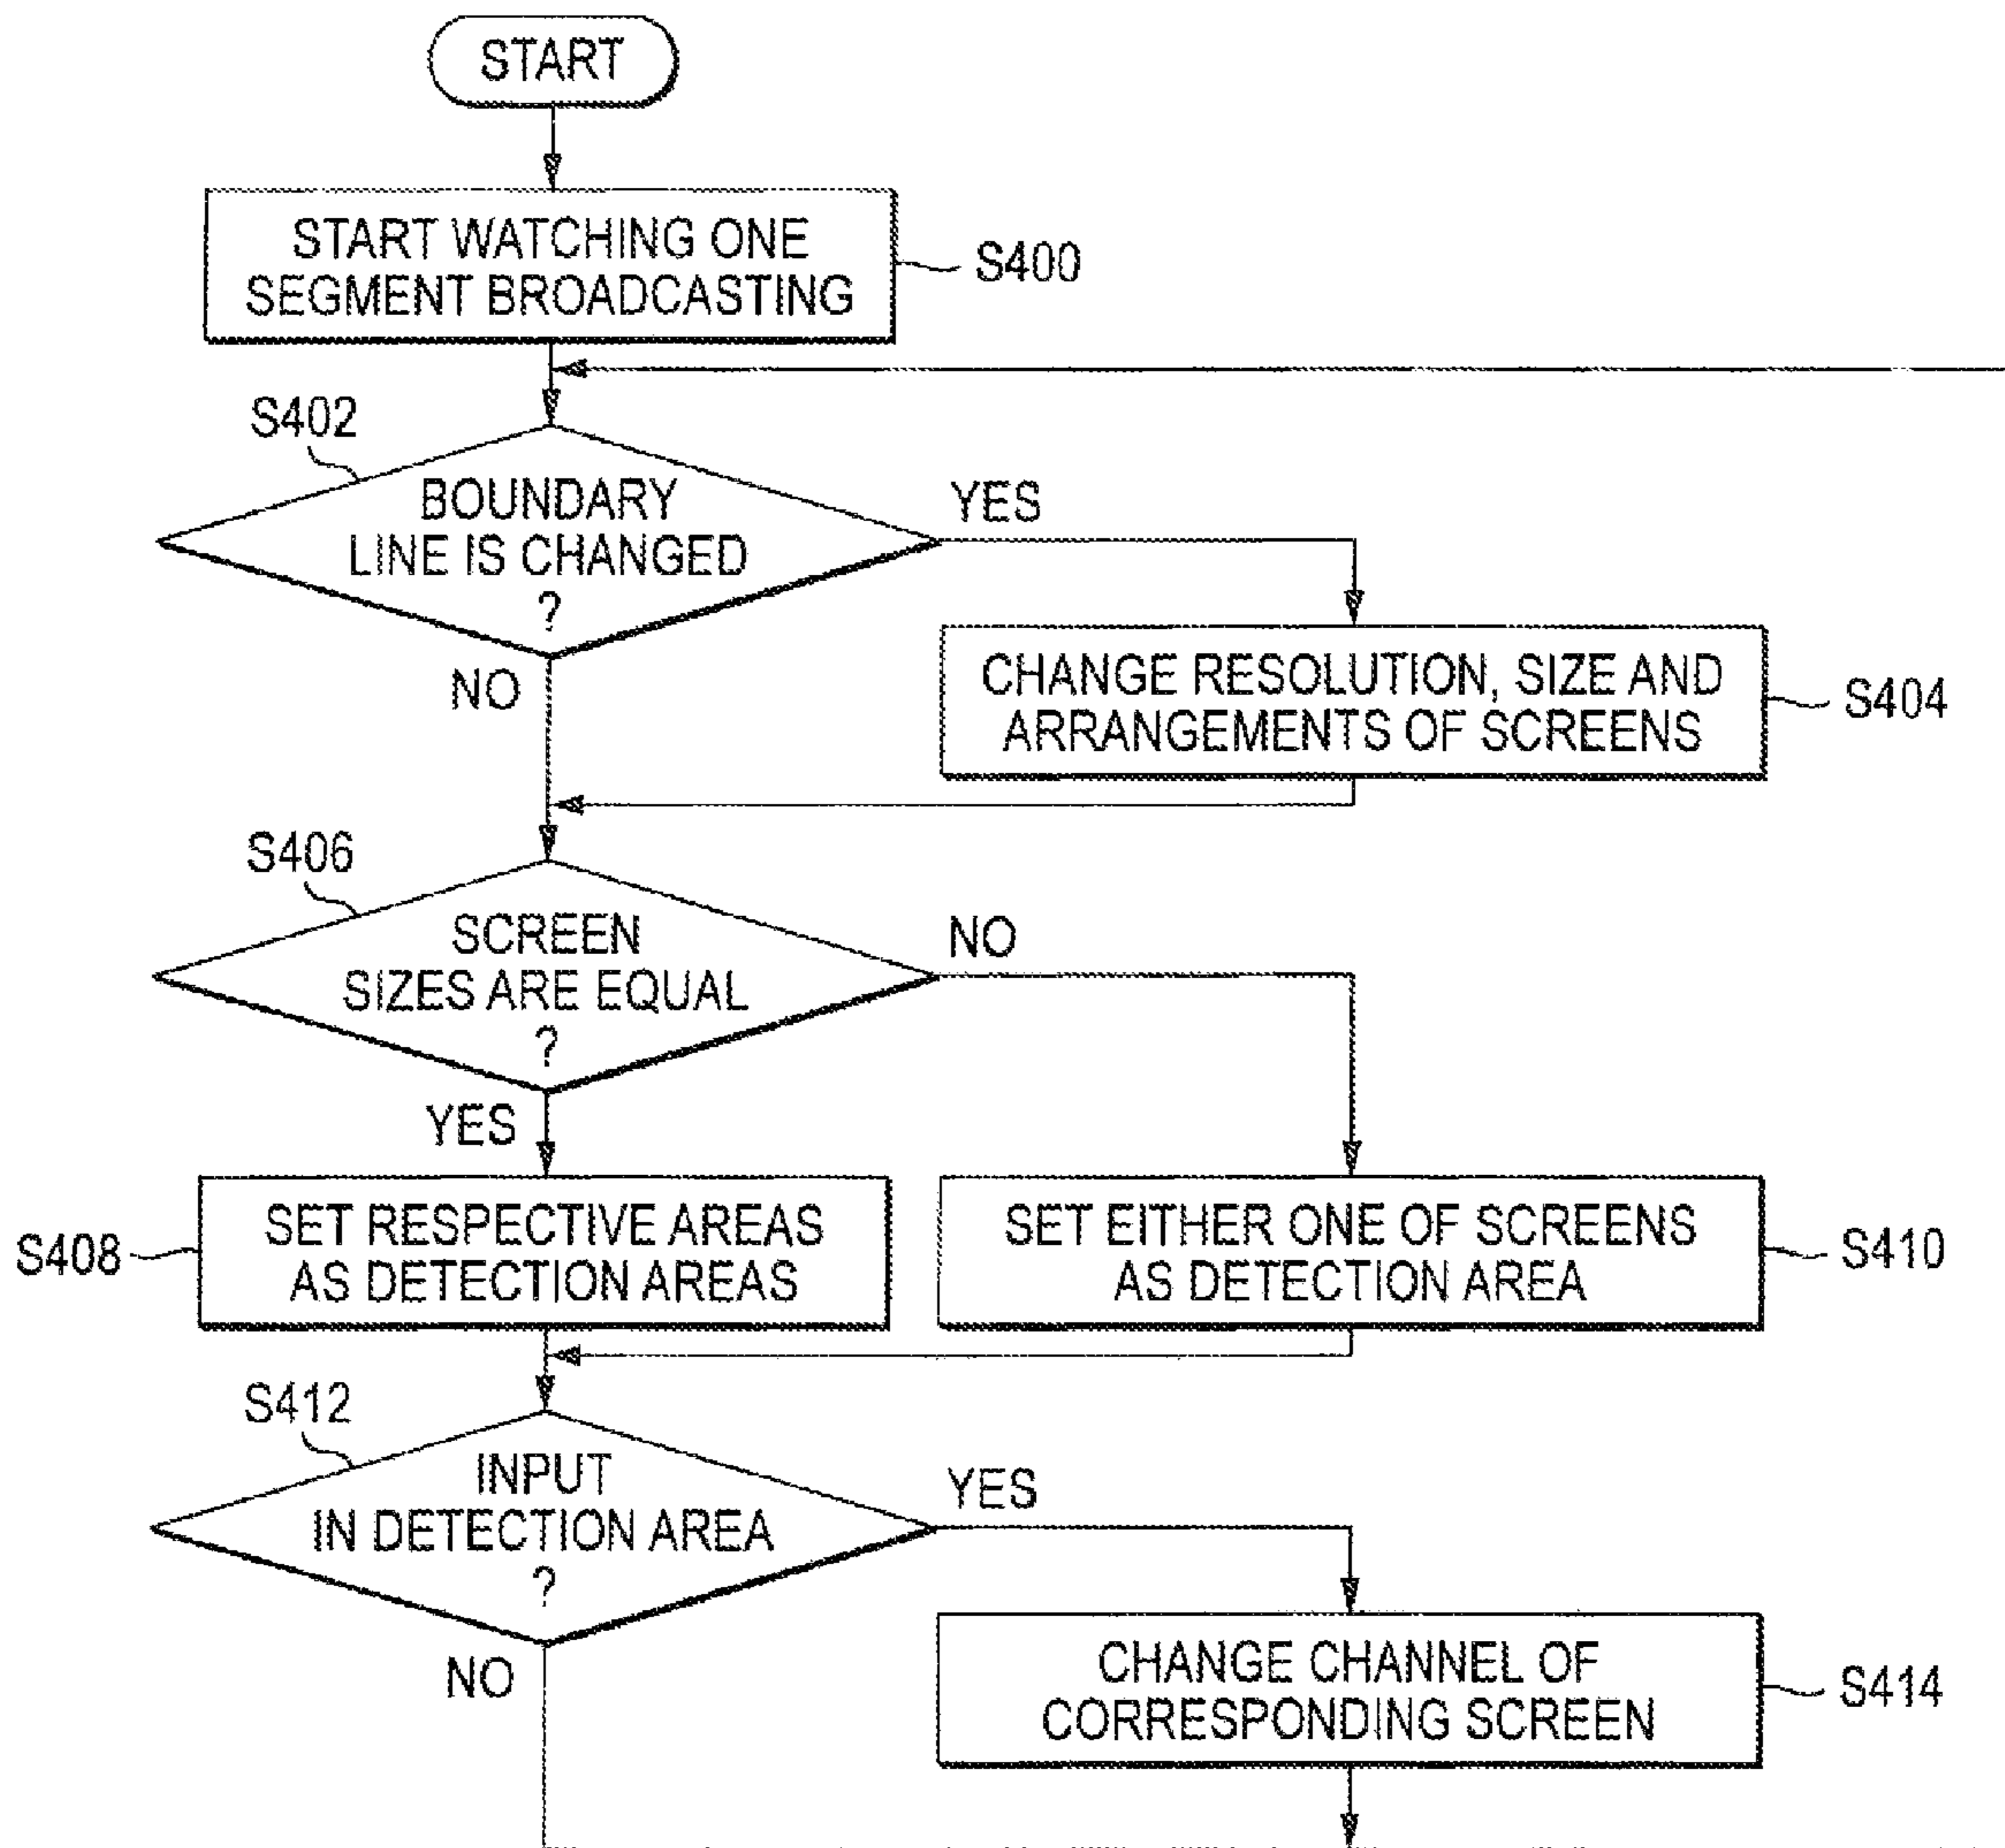 START
START WATCHING ONE
SEGMENT BROADCASTING
S400
S402
BOUNDARY
LINE IS CHANGED
?
YES
NO
CHANGE RESOLUTION, SIZE AND
ARRANGEMENTS OF SCREENS
S404
S406
SCREEN
SIZES ARE EQUAL
?
NO
YES
S408
SET RESPECTIVE AREAS
AS DETECTION AREAS
SET EITHER ONE OF SCREENS
AS DETECTION AREA
S410
S412
INPUT
IN DETECTION AREA
?
YES
NO
CHANGE CHANNEL OF
CORRESPONDING SCREEN
S414